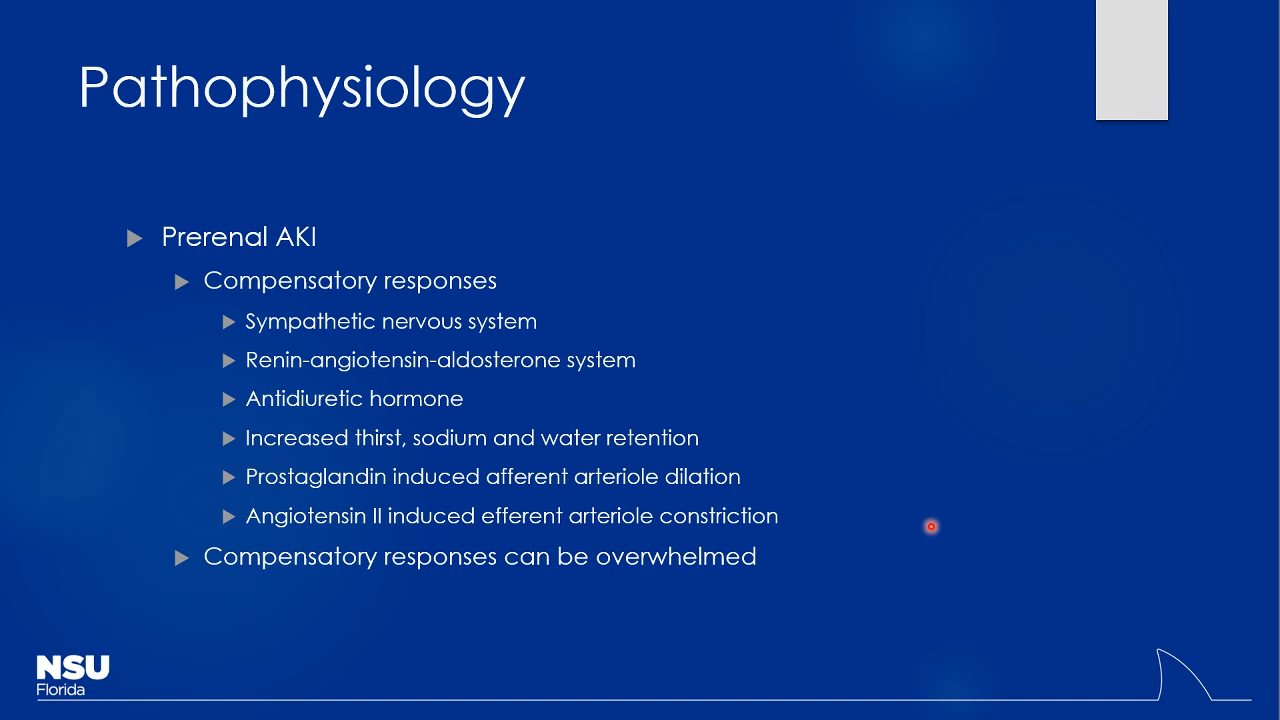 Pathophysiology
Prerenal AKI
Compensatory responses
Sympathetic nervous system
Renin-angiotensin-aldosterone system
Antidiuretic hormone
Increased thirst, sodium and water retention
Prostaglandin induced afferent arteriole dilation
Angiotensin II induced efferent arteriole constriction
Compensatory responses can be overwhelmed
NSU
Florida